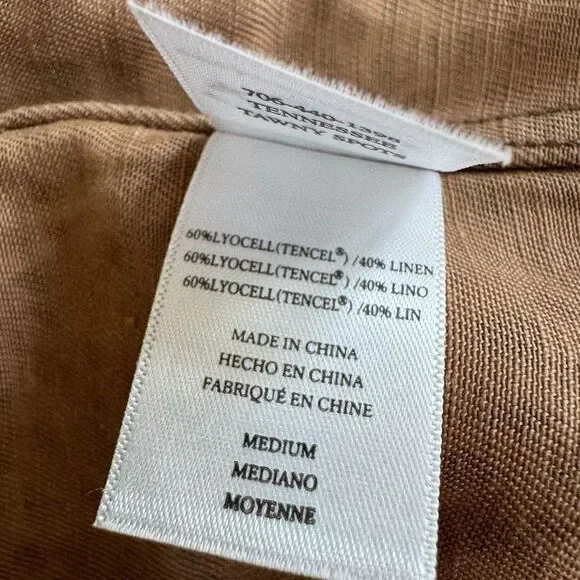 706-440-1398
TENNESSEE
TAWNY SPOTS
60%LYOCELL(TENCEL®) /40% LINEN
60%LYOCELL(TENCEL®) /40% LINO
60%LYOCELL(TENCEL®) /40% LIN
MADE IN CHINA
HECHO EN CHINA
FABRIQUÉ EN CHINE
MEDIUM
MEDIANO
MOYENNE